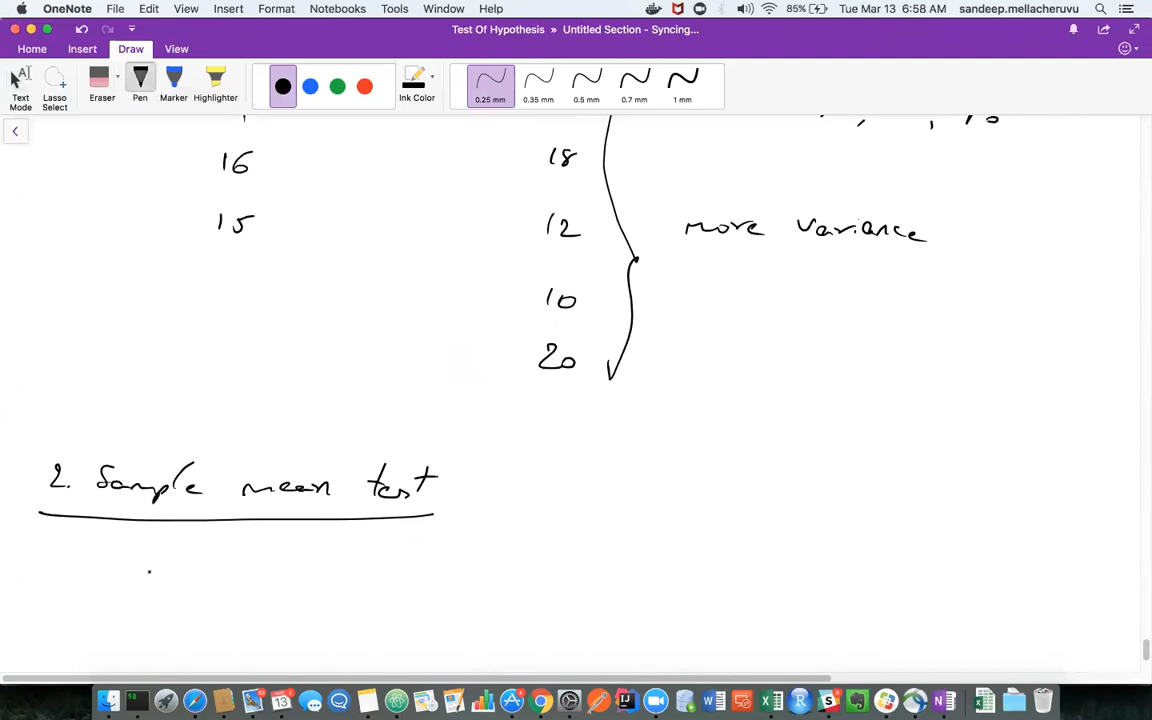 OneNote File Edit View Insert Format Notebooks Tools Window Help 85% Tue Mar 13 6:58 AM sandeep.mellacheruvu
Test Of Hypothesis » Untitled Section - Syncing...
Home Insert Draw View
Text Mode Lasso Select Eraser Pen Marker Highlighter Ink Color 0.25 mm 0.35 mm 0.5 mm 0.7 mm 1 mm
16 18
15 12 more variance
10
20
2. Sample mean test